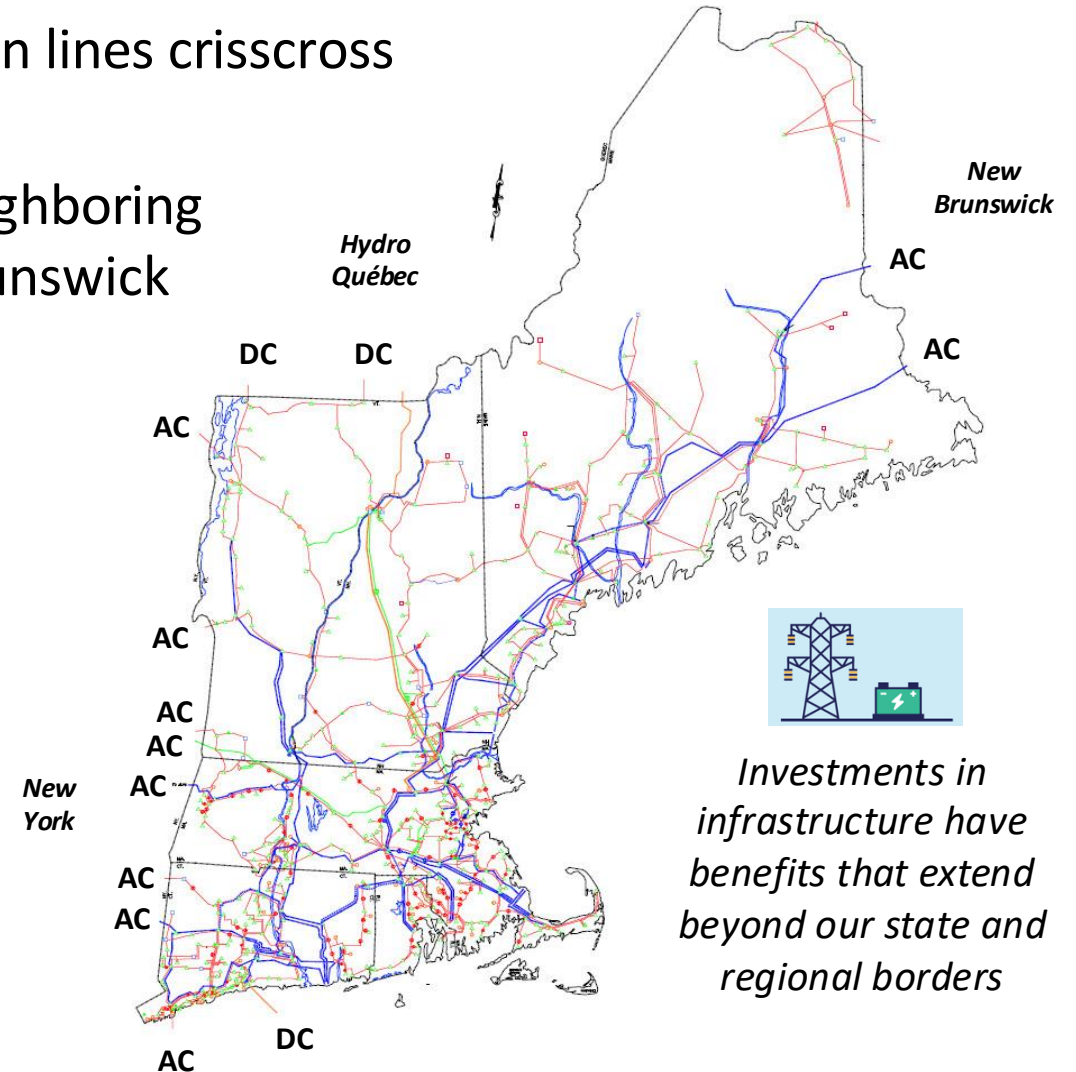 n lines crisscross
ghboring
unswick
New
Brunswick
Hydro
Québec
AC
AC
DC
DC
AC
AC
AC
AC
AC
New
York
AC
AC
DC
AC
Investments in
infrastructure have
benefits that extend
beyond our state and
regional borders